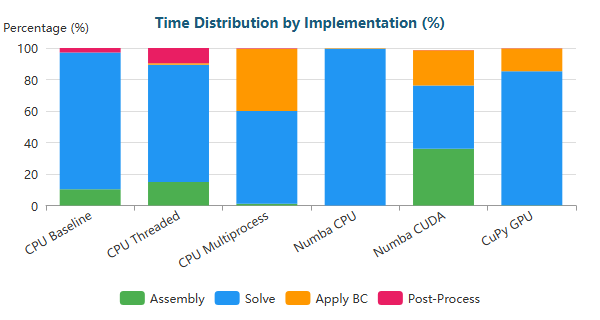 Time Distribution by Implementation (%)
Percentage (%)
100
80
60
40
20
0
CPU Baseline
CPU Threaded
CPU Multiprocess
Numba CPU
Numba CUDA
CuPy GPU
Assembly
Solve
Apply BC
Post-Process